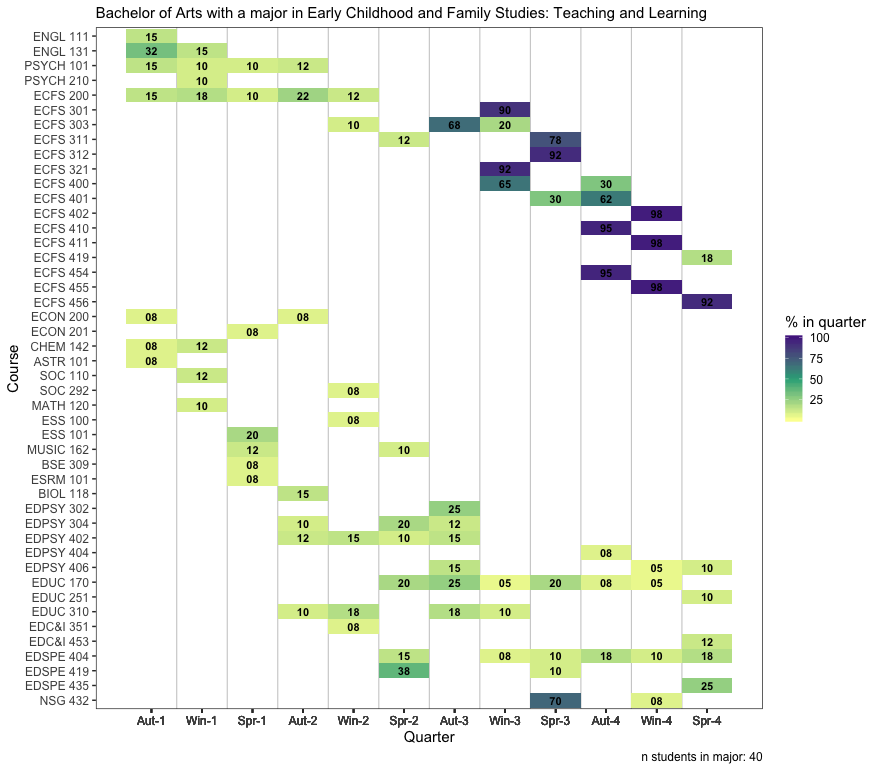 Bachelor of Arts with a major in Early Childhood and Family Studies: Teaching and Learning
ENGL 111 15
ENGL 131 32 15
PSYCH 101 15 10 10 12
PSYCH 210 10
ECFS 200 15 18 10 22 12
ECFS 301 90
ECFS 303 10 68 20
ECFS 311 12 78
ECFS 312 92
ECFS 321 92
ECFS 400 65 30
ECFS 401 30 62
ECFS 402 98
ECFS 410 95
ECFS 411 98
ECFS 419 18
ECFS 454 95
ECFS 455 98
ECFS 456 92
ECON 200 08 08
ECON 201 08
CHEM 142 08 12
ASTR 101 08
SOC 110 12
SOC 292 08
MATH 120 10
ESS 100 08
ESS 101 20
MUSIC 162 12 10
BSE 309 08
ESRM 101 08
BIOL 118 15
EDPSY 302 25
EDPSY 304 10 20 12
EDPSY 402 12 15 10 15
EDPSY 404 08
EDPSY 406 15 05 10
EDUC 170 20 25 05 20 08 05
EDUC 251 10
EDUC 310 10 18 18 10
EDC&I 351 08
EDC&I 453 12
EDSPE 404 15 08 10 18 10 18
EDSPE 419 38 10
EDSPE 435 25
NSG 432 70 08
Aut-1 Win-1 Spr-1 Aut-2 Win-2 Spr-2 Aut-3 Win-3 Spr-3 Aut-4 Win-4 Spr-4
Quarter
Course
% in quarter
100
75
50
25
n students in major: 40